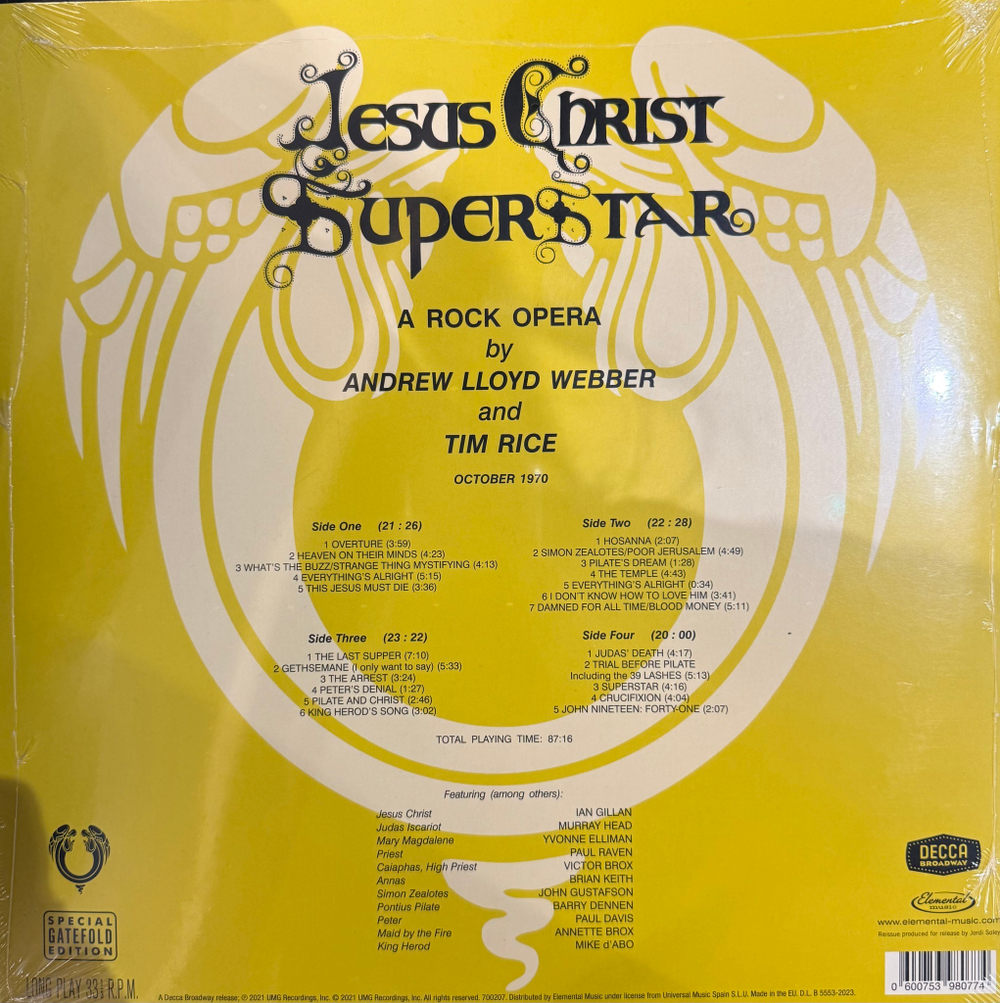 JESUS CHRIST
SUPERSTAR
A ROCK OPERA
by
ANDREW LLOYD WEBBER
and
TIM RICE
OCTOBER 1970
Side One (21 : 26)
1 OVERTURE (3:59)
2 HEAVEN ON THEIR MINDS (4:23)
3 WHAT'S THE BUZZ/STRANGE THING MYSTIFYING (4:13)
4 EVERYTHING'S ALRIGHT (5:15)
5 THIS JESUS MUST DIE (3:36)
Side Two (22 : 28)
1 HOSANNA (2:07)
2 SIMON ZEALOTES/POOR JERUSALEM (4:49)
3 PILATE'S DREAM (1:28)
4 THE TEMPLE (4:43)
5 EVERYTHING'S ALRIGHT (0:34)
6 I DON'T KNOW HOW TO LOVE HIM (3:41)
7 DAMNED FOR ALL TIME/BLOOD MONEY (5:11)
Side Three (23 : 22)
1 THE LAST SUPPER (7:10)
2 GETHSEMANE (I only want to say) (5:33)
3 THE ARREST (3:24)
4 PETER'S DENIAL (1:27)
5 PILATE AND CHRIST (2:46)
6 KING HEROD'S SONG (3:02)
Side Four (20 : 00)
1 JUDAS' DEATH (4:17)
2 TRIAL BEFORE PILATE
Including the 39 LASHES (5:13)
3 SUPERSTAR (4:16)
4 CRUCIFIXION (4:04)
5 JOHN NINETEEN: FORTY-ONE (2:07)
TOTAL PLAYING TIME: 87:16
Featuring (among others):
Jesus Christ IAN GILLAN
Judas Iscariot MURRAY HEAD
Mary Magdalene YVONNE ELLIMAN
Priest PAUL RAVEN
Caiaphas, High Priest VICTOR BROX
Annas BRIAN KEITH
Simon Zealotes JOHN GUSTAFSON
Pontius Pilate BARRY DENNEN
Peter PAUL DAVIS
Maid by the Fire ANNETTE BROX
King Herod MIKE d'ABO
SPECIAL
GATEFOLD
EDITION
LONG PLAY 33⅓ R.P.M.
DECCA
BROADWAY
Elemental
music
www.elemental-music.com
Reissue produced for release by Jordi Soley
A Decca Broadway release; ℗ 2021 UMG Recordings, Inc. © 2021 UMG Recordings, Inc. All rights reserved. 700207. Distributed by Elemental Music under license from Universal Music Spain S.L.U. Made in the EU. D.L. B 5553-2023.
0 600753 980774